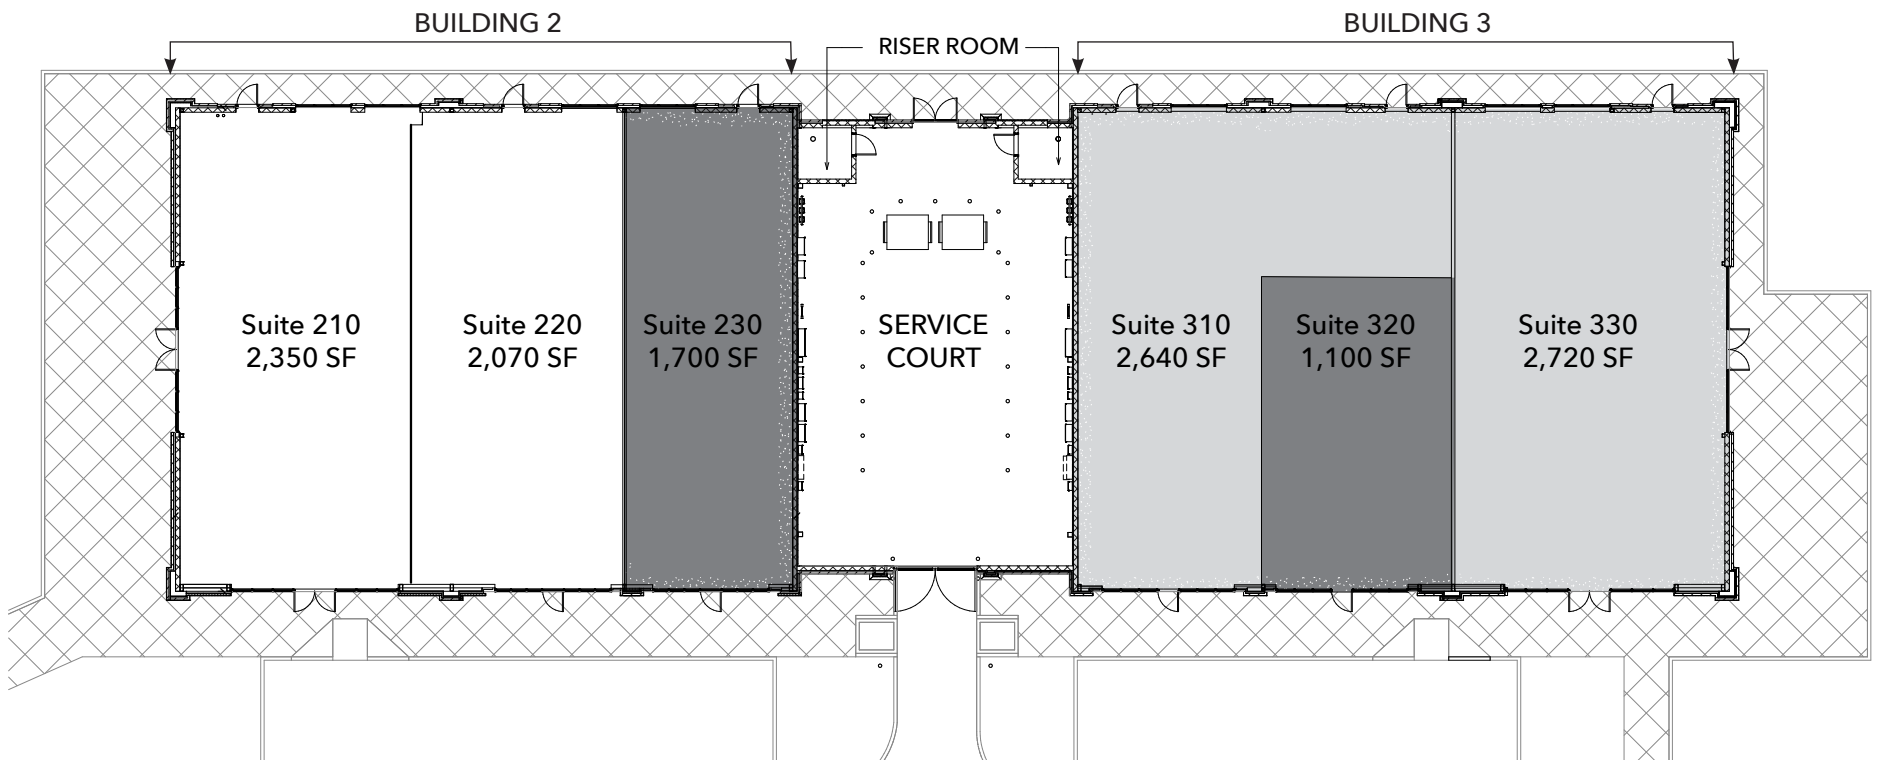 BUILDING 2
BUILDING 3
RISER ROOM
Suite 210
2,350 SF
Suite 220
2,070 SF
Suite 230
1,700 SF
SERVICE
COURT
Suite 310
2,640 SF
Suite 320
1,100 SF
Suite 330
2,720 SF